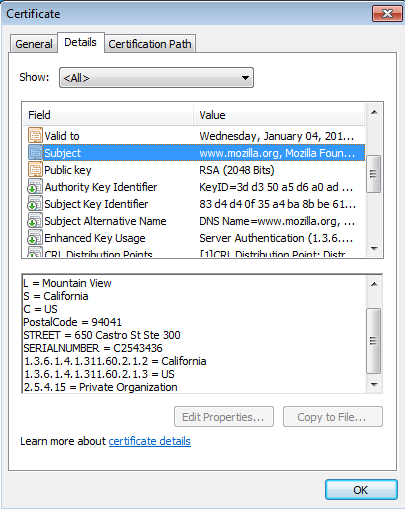 Certificate
General Details Certification Path
Show: <All>
Field Value
Valid to Wednesday, January 04, 201...
Subject www.mozilla.org, Mozilla Foun...
Public key RSA (2048 Bits)
Authority Key Identifier KeyID=3d d3 50 a5 d6 a0 ad ...
Subject Key Identifier 83 d4 d4 0f 35 a4 ba 8b be 61...
Subject Alternative Name DNS Name=www.mozilla.org, ...
Enhanced Key Usage Server Authentication (1.3.6....
CRL Distribution Points [1]CRL Distribution Point: Distr...
L = Mountain View
S = California
C = US
PostalCode = 94041
STREET = 650 Castro St Ste 300
SERIALNUMBER = C2543436
1.3.6.1.4.1.311.60.2.1.2 = California
1.3.6.1.4.1.311.60.2.1.3 = US
2.5.4.15 = Private Organization
Edit Properties... Copy to File...
Learn more about certificate details
OK